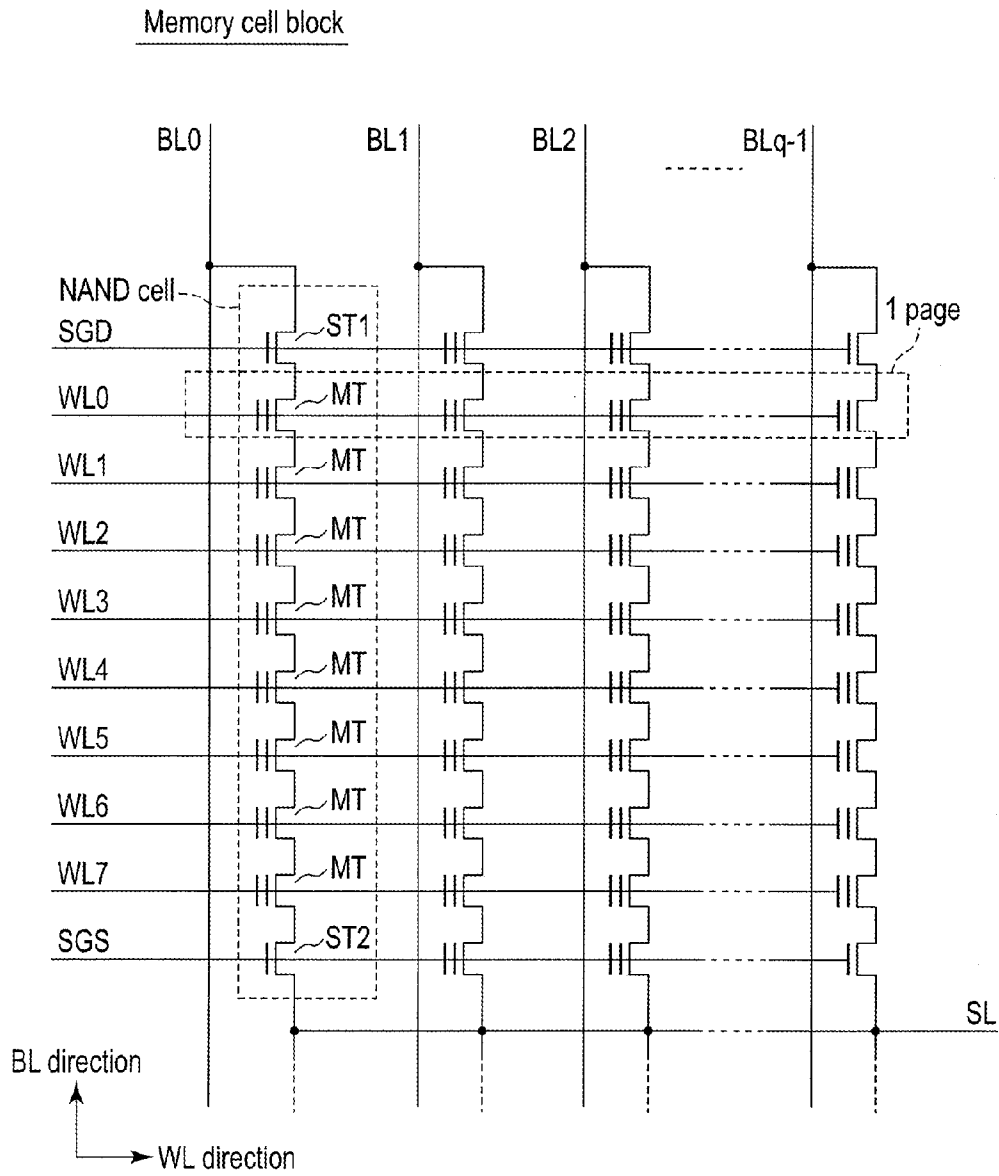 Memory cell block
BL0 BL1 BL2 BLq-1
NAND cell
SGD ST1 1 page
WL0 MT
WL1 MT
WL2 MT
WL3 MT
WL4 MT
WL5 MT
WL6 MT
WL7 MT
SGS ST2
SL
BL direction
WL direction